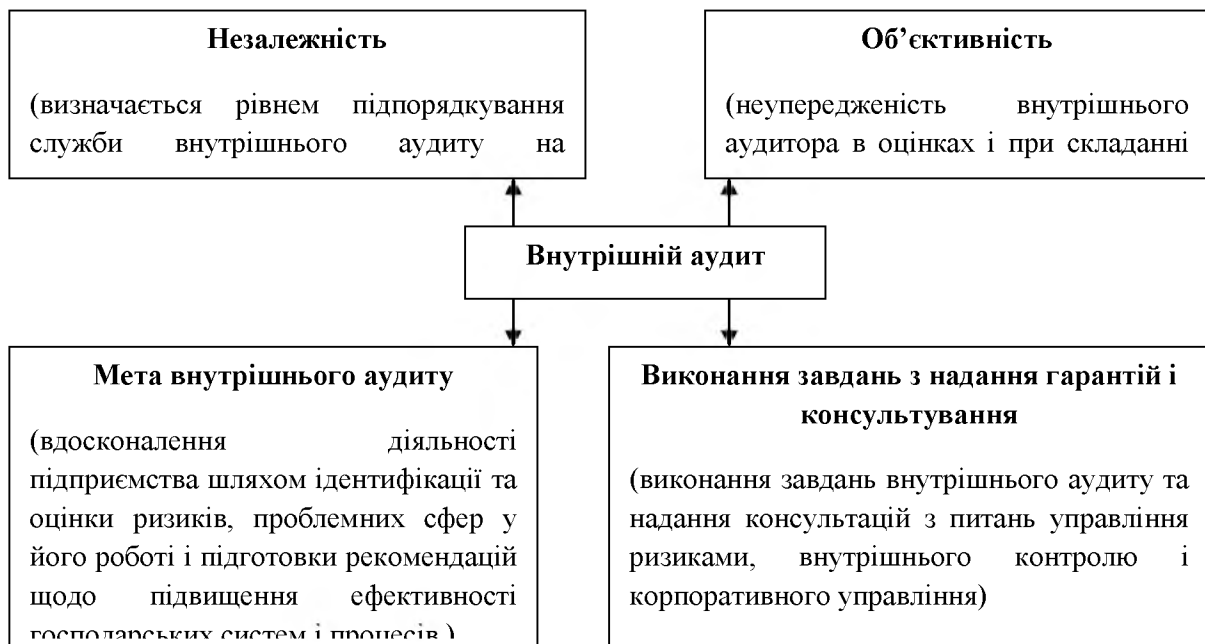 Незалежність
(визначається рівнем підпорядкування
служби внутрішнього аудиту на
Об’єктивність
(неупередженість внутрішнього
аудитора в оцінках і при складанні
Внутрішній аудит
Мета внутрішнього аудиту
(вдосконалення діяльності
підприємства шляхом ідентифікації та
оцінки ризиків, проблемних сфер у
його роботі і підготовки рекомендацій
щодо підвищення ефективності
господарських систем і процесів )
Виконання завдань з надання гарантій і
консультування
(виконання завдань внутрішнього аудиту та
надання консультацій з питань управління
ризиками, внутрішнього контролю і
корпоративного управління)